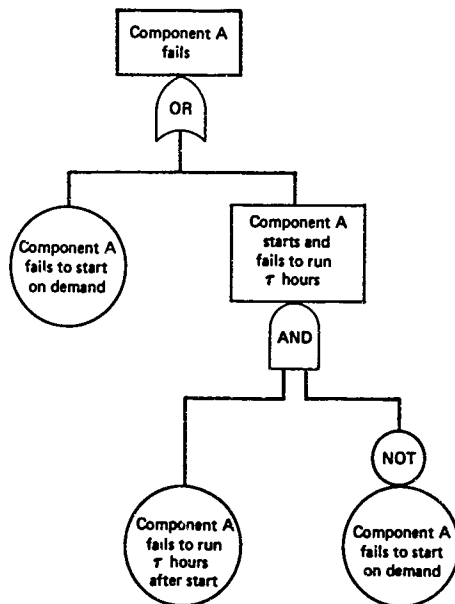 Component A
fails
OR
Component A
fails to start
on demand
Component A
starts and
fails to run
τ hours
AND
NOT
Component A
fails to run
τ hours
after start
Component A
fails to start
on demand